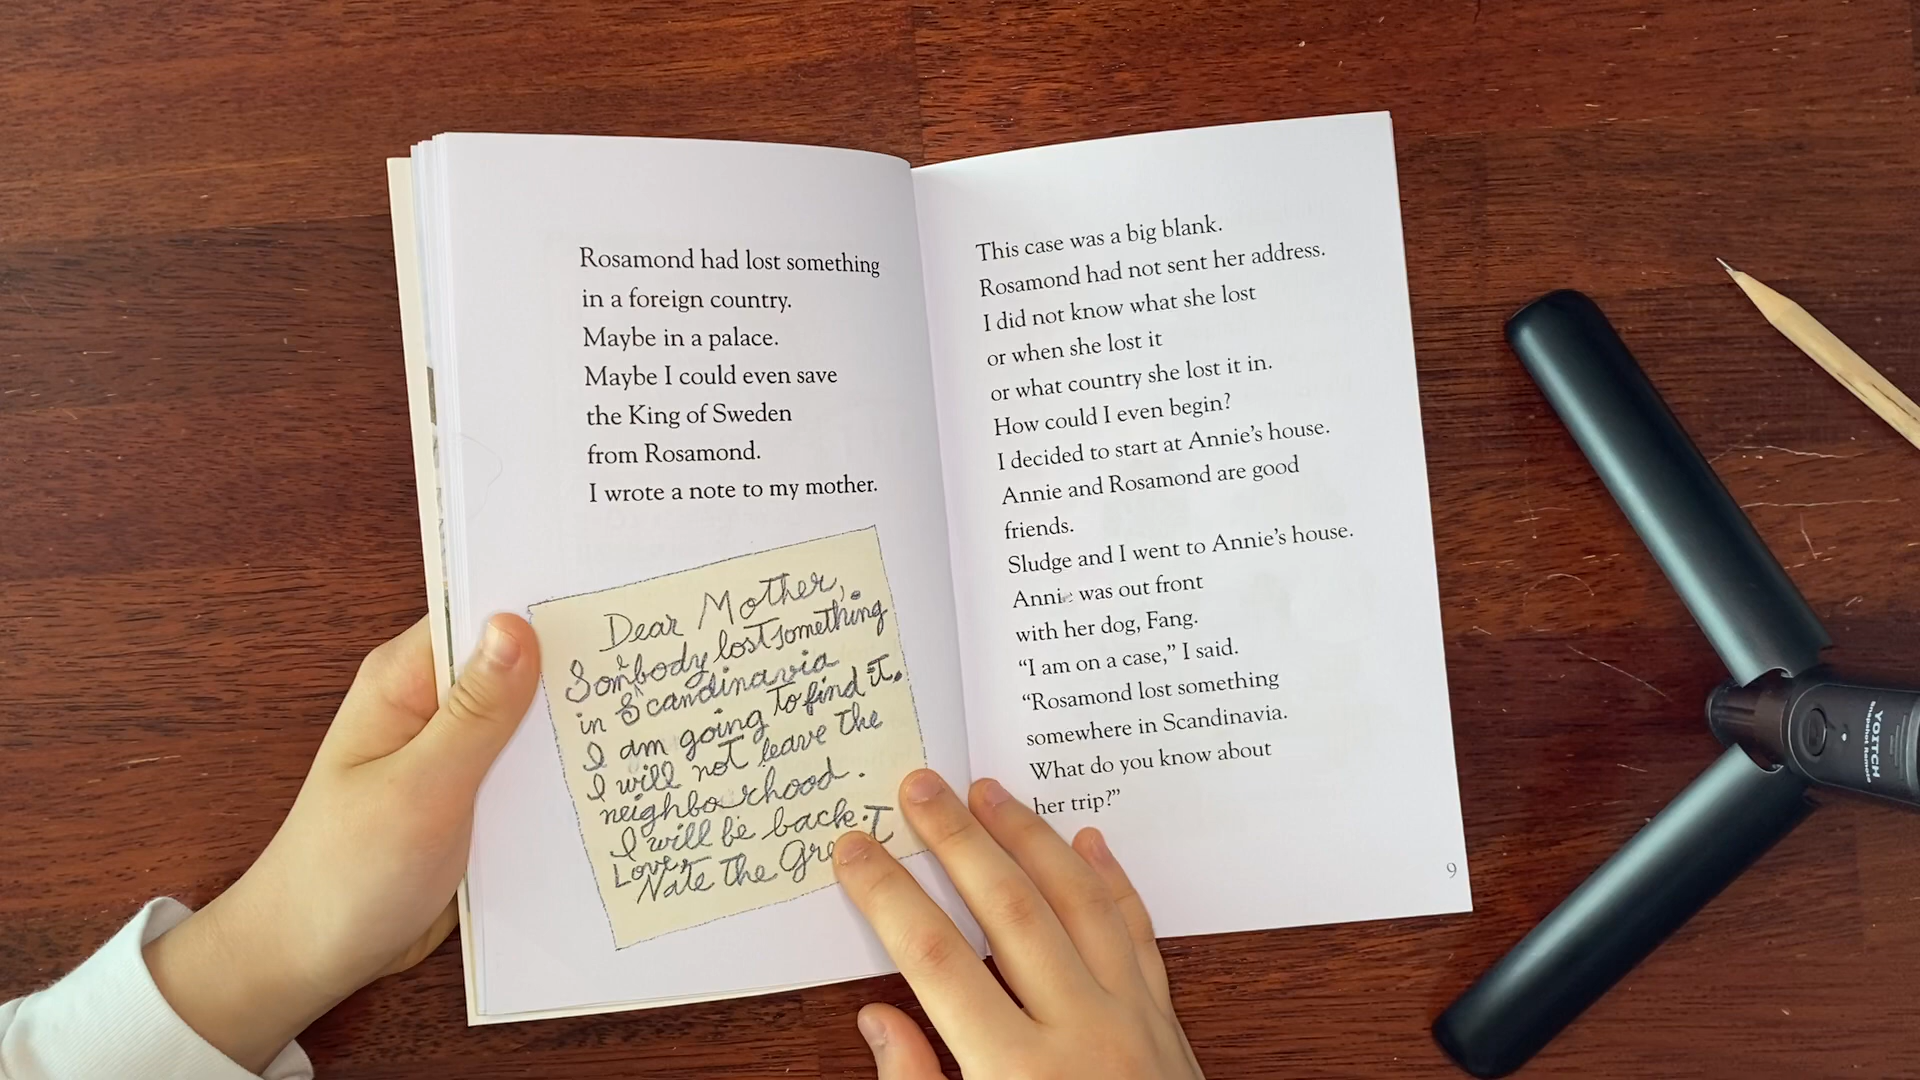 Rosamond had lost something
in a foreign country.
Maybe in a palace.
Maybe I could even save
the King of Sweden
from Rosamond.
I wrote a note to my mother.
Dear Mother,
Somebody lost something
in Scandinavia.
I am going to find it.
I will not leave the
neighborhood.
I will be back.
Love,
Nate the Great
This case was a big blank.
Rosamond had not sent her address.
I did not know what she lost
or when she lost it
or what country she lost it in.
How could I even begin?
I decided to start at Annie's house.
Annie and Rosamond are good
friends.
Sludge and I went to Annie's house.
Annie was out front
with her dog, Fang.
“I am on a case,” I said.
“Rosamond lost something
somewhere in Scandinavia.
What do you know about
her trip?”
9
YOITCH
Snapshot Remote